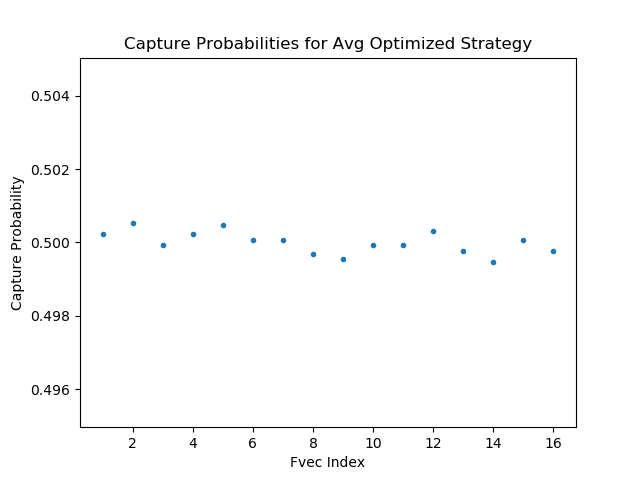 Capture Probabilities for Avg Optimized Strategy
0.504
0.502
0.500
0.498
0.496
Capture Probability
2 4 6 8 10 12 14 16
Fvec Index